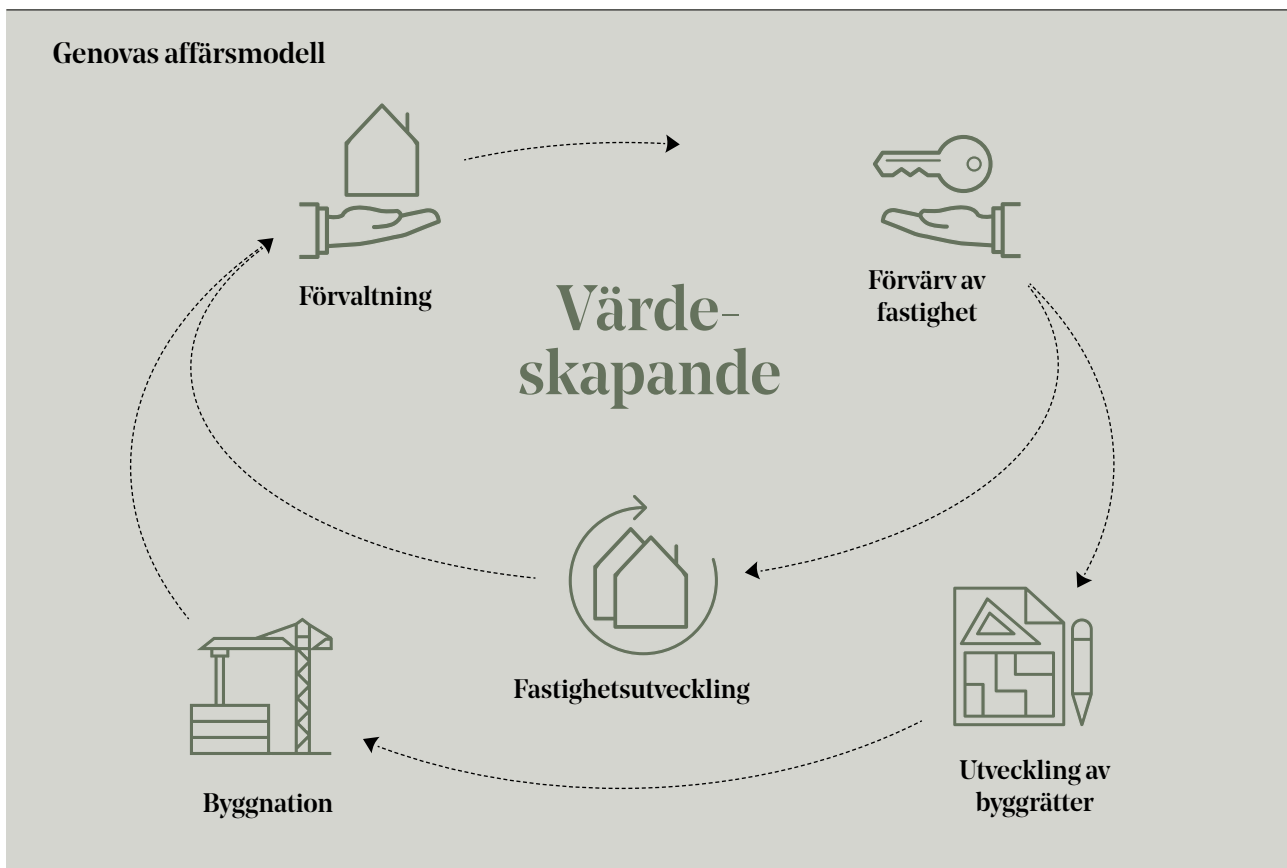 Genovas affärsmodell
Förvaltning
Förvärv av
fastighet
Värde-
skapande
Fastighetsutveckling
Utveckling av
byggrätter
Byggnation